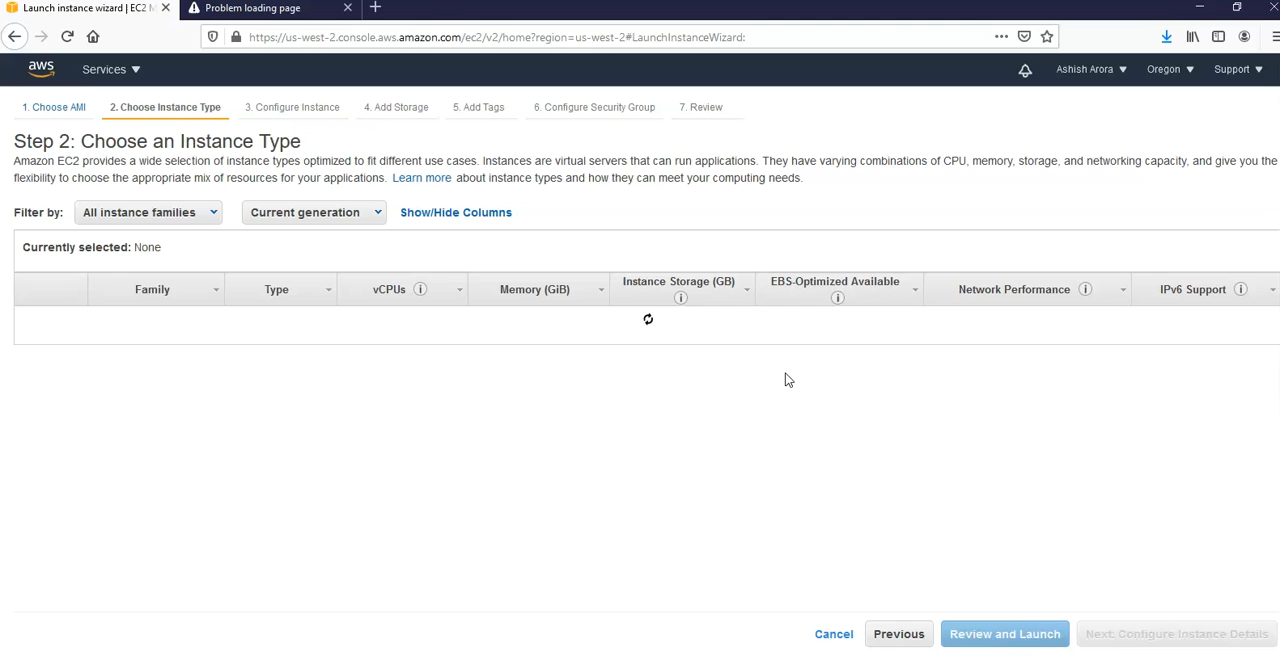 Launch instance wizard | EC2 M
Problem loading page
https://us-west-2.console.aws.amazon.com/ec2/v2/home?region=us-west-2#LaunchInstanceWizard:
aws
Services
Ashish Arora
Oregon
Support
1. Choose AMI
2. Choose Instance Type
3. Configure Instance
4. Add Storage
5. Add Tags
6. Configure Security Group
7. Review
Step 2: Choose an Instance Type
Amazon EC2 provides a wide selection of instance types optimized to fit different use cases. Instances are virtual servers that can run applications. They have varying combinations of CPU, memory, storage, and networking capacity, and give you the
flexibility to choose the appropriate mix of resources for your applications. Learn more about instance types and how they can meet your computing needs.
Filter by:
All instance families
Current generation
Show/Hide Columns
Currently selected: None
Family
Type
vCPUs
Memory (GiB)
Instance Storage (GB)
EBS-Optimized Available
Network Performance
IPv6 Support
Cancel
Previous
Review and Launch
Next: Configure Instance Details